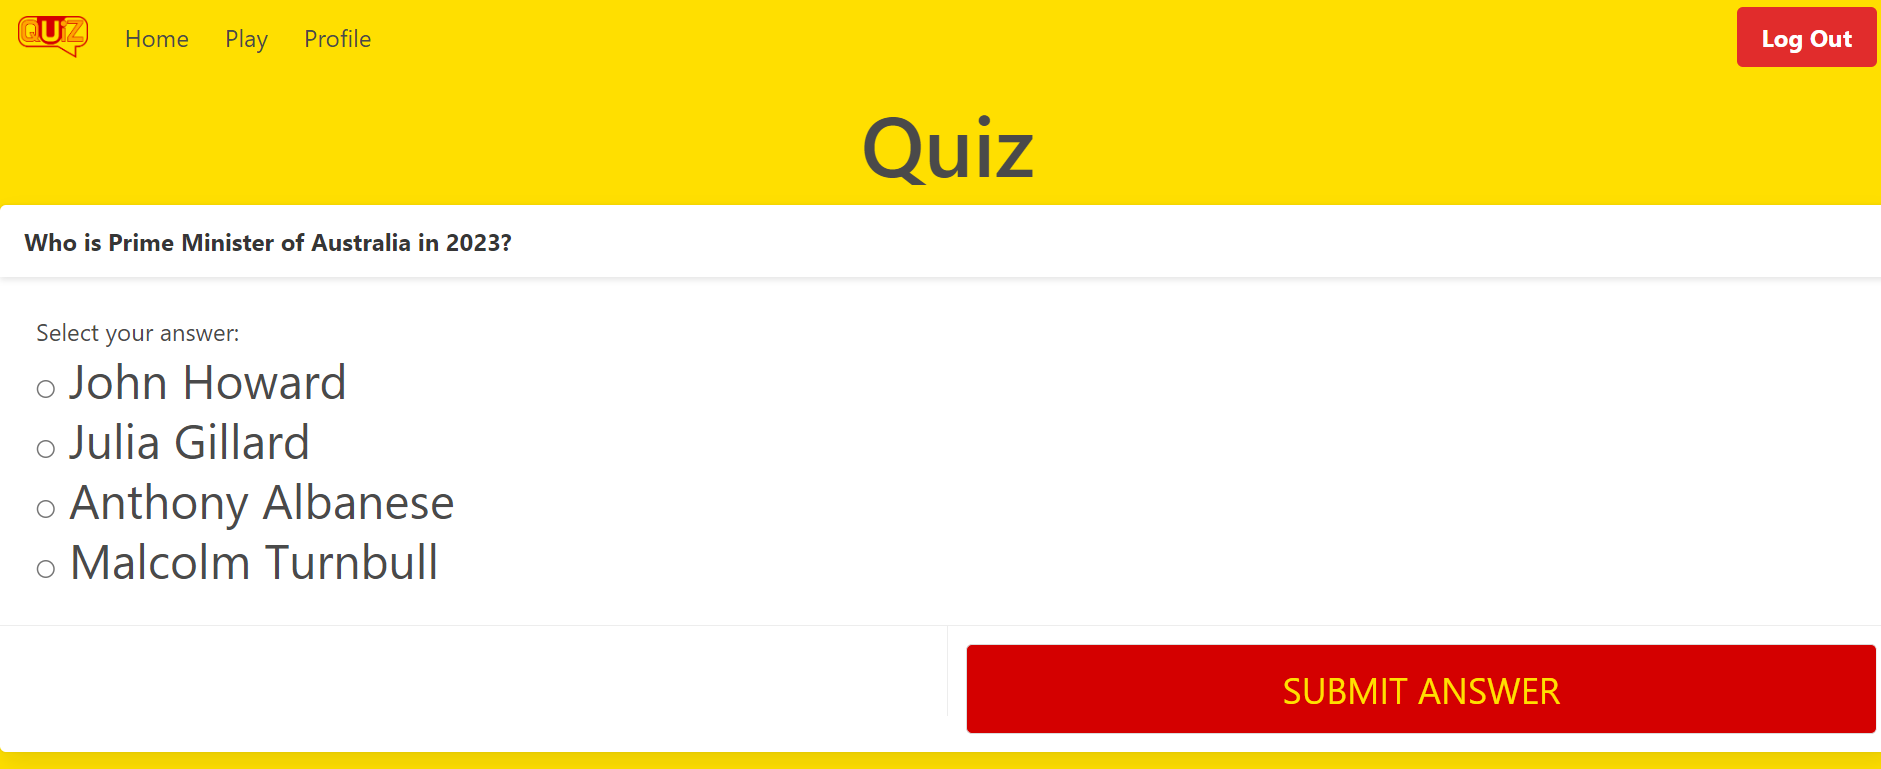 QUiZ Home Play Profile Log Out
Quiz
Who is Prime Minister of Australia in 2023?
Select your answer:
John Howard
Julia Gillard
Anthony Albanese
Malcolm Turnbull
SUBMIT ANSWER